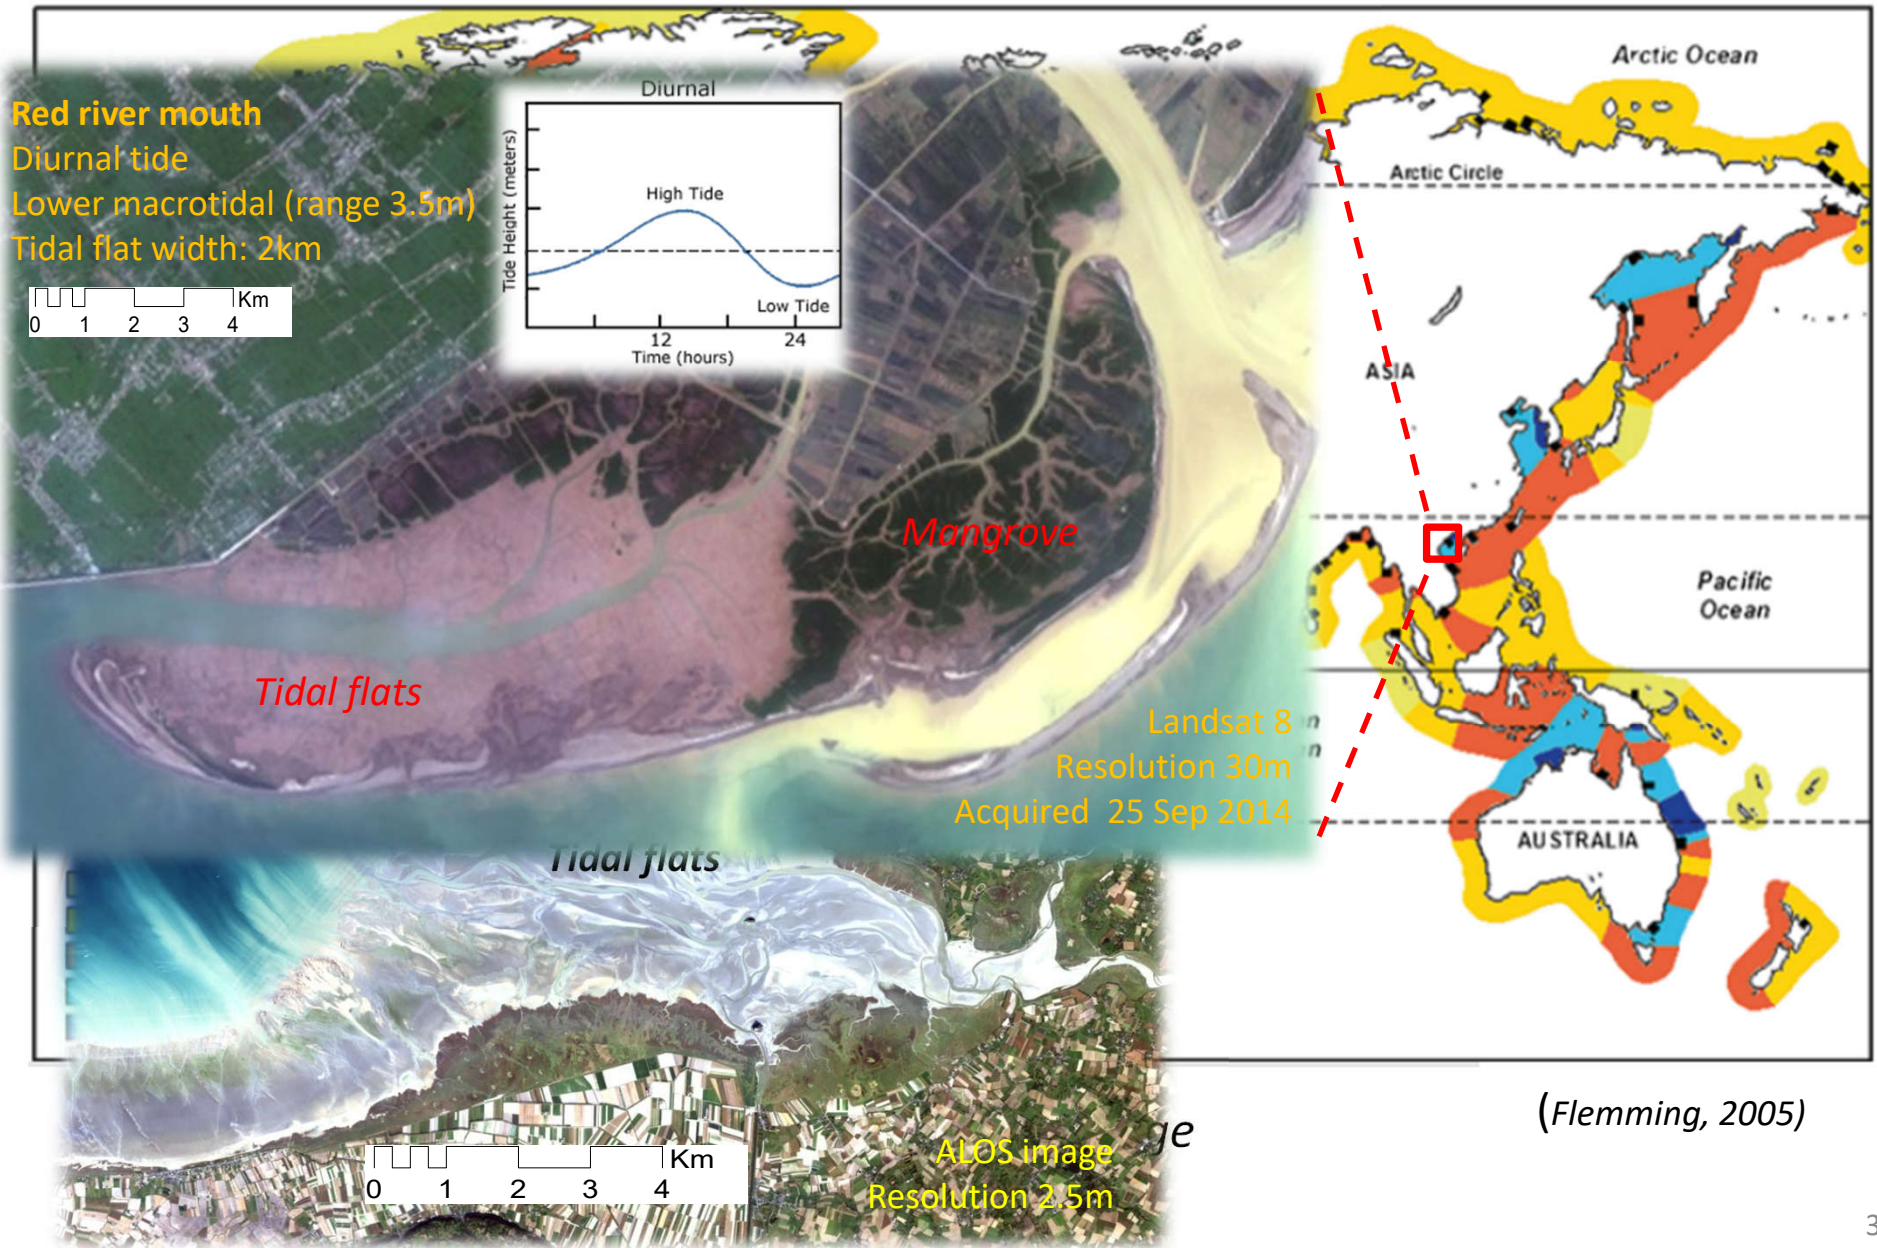 Arctic Ocean
Red river mouth
Diurnal tide
Lower macrotidal (range 3.5m)
Tidal flat width: 2km
Km
0 1 2 3 4
Diurnal
Tide Height (meters)
High Tide
Low Tide
12 24
Time (hours)
Arctic Circle
ASIA
Mangrove
Pacific
Ocean
Tidal flats
Landsat 8
Resolution 30m
Acquired 25 Sep 2014
AUSTRALIA
Tidal flats
(Flemming, 2005)
Km
0 1 2 3 4
ALOS image
Resolution 2.5m
3